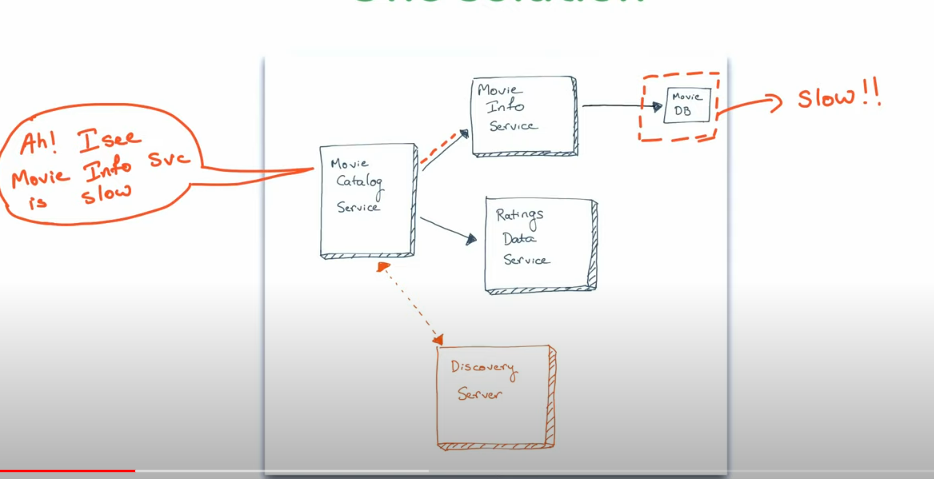 Ah! I see
Movie Info Svc
is slow
Movie
Catalog
Service
Movie
Info
Service
Movie
DB
Slow!!
Ratings
Data
Service
Discovery
Server